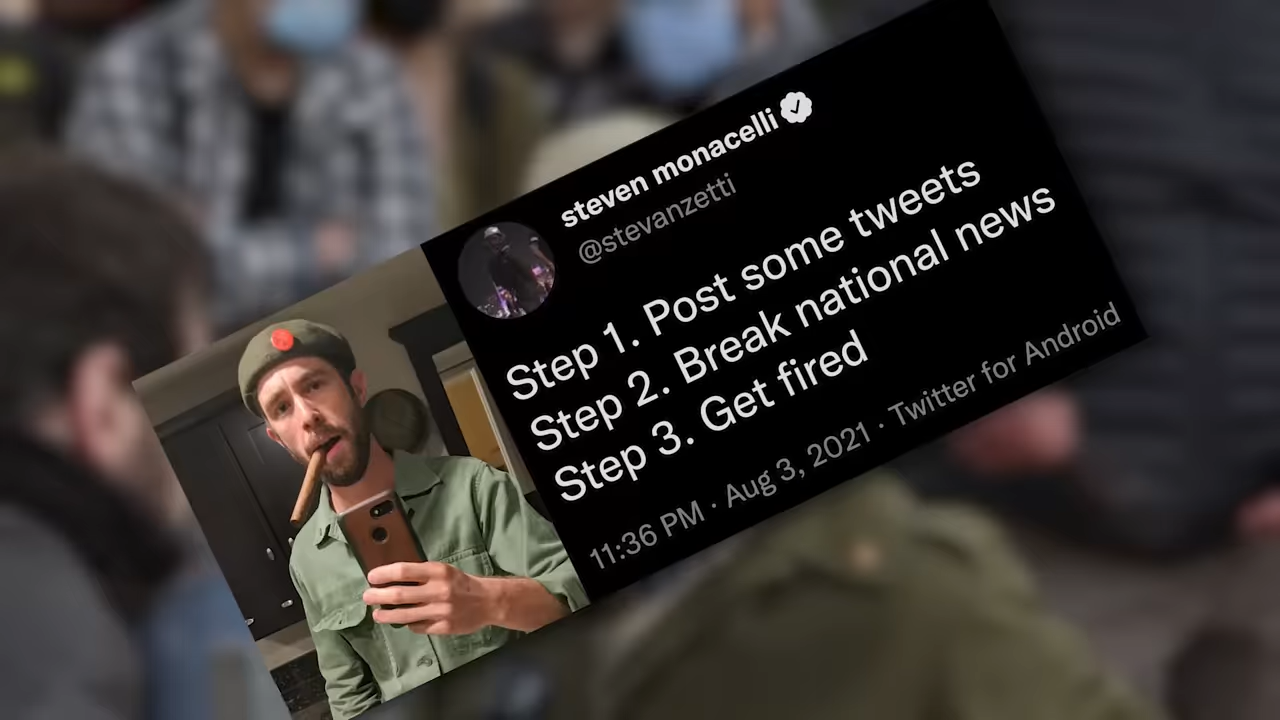 steven monacelli
@stevanzetti
Step 1. Post some tweets
Step 2. Break national news
Step 3. Get fired
11:36 PM · Aug 3, 2021 · Twitter for Android